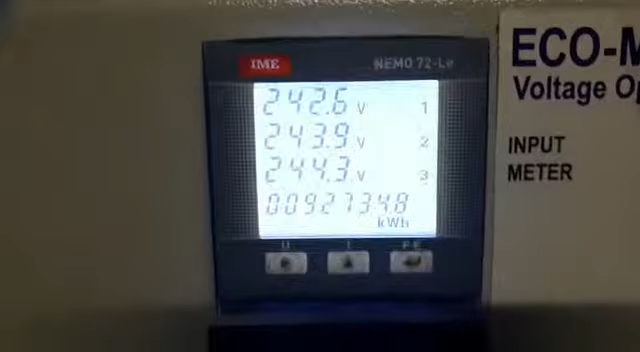 IME NEMO 72-Le
242.6 V 1
243.9 V 2
244.3 V 3
00927348
kWh
U I P E
ECO-M
Voltage Op
INPUT
METER